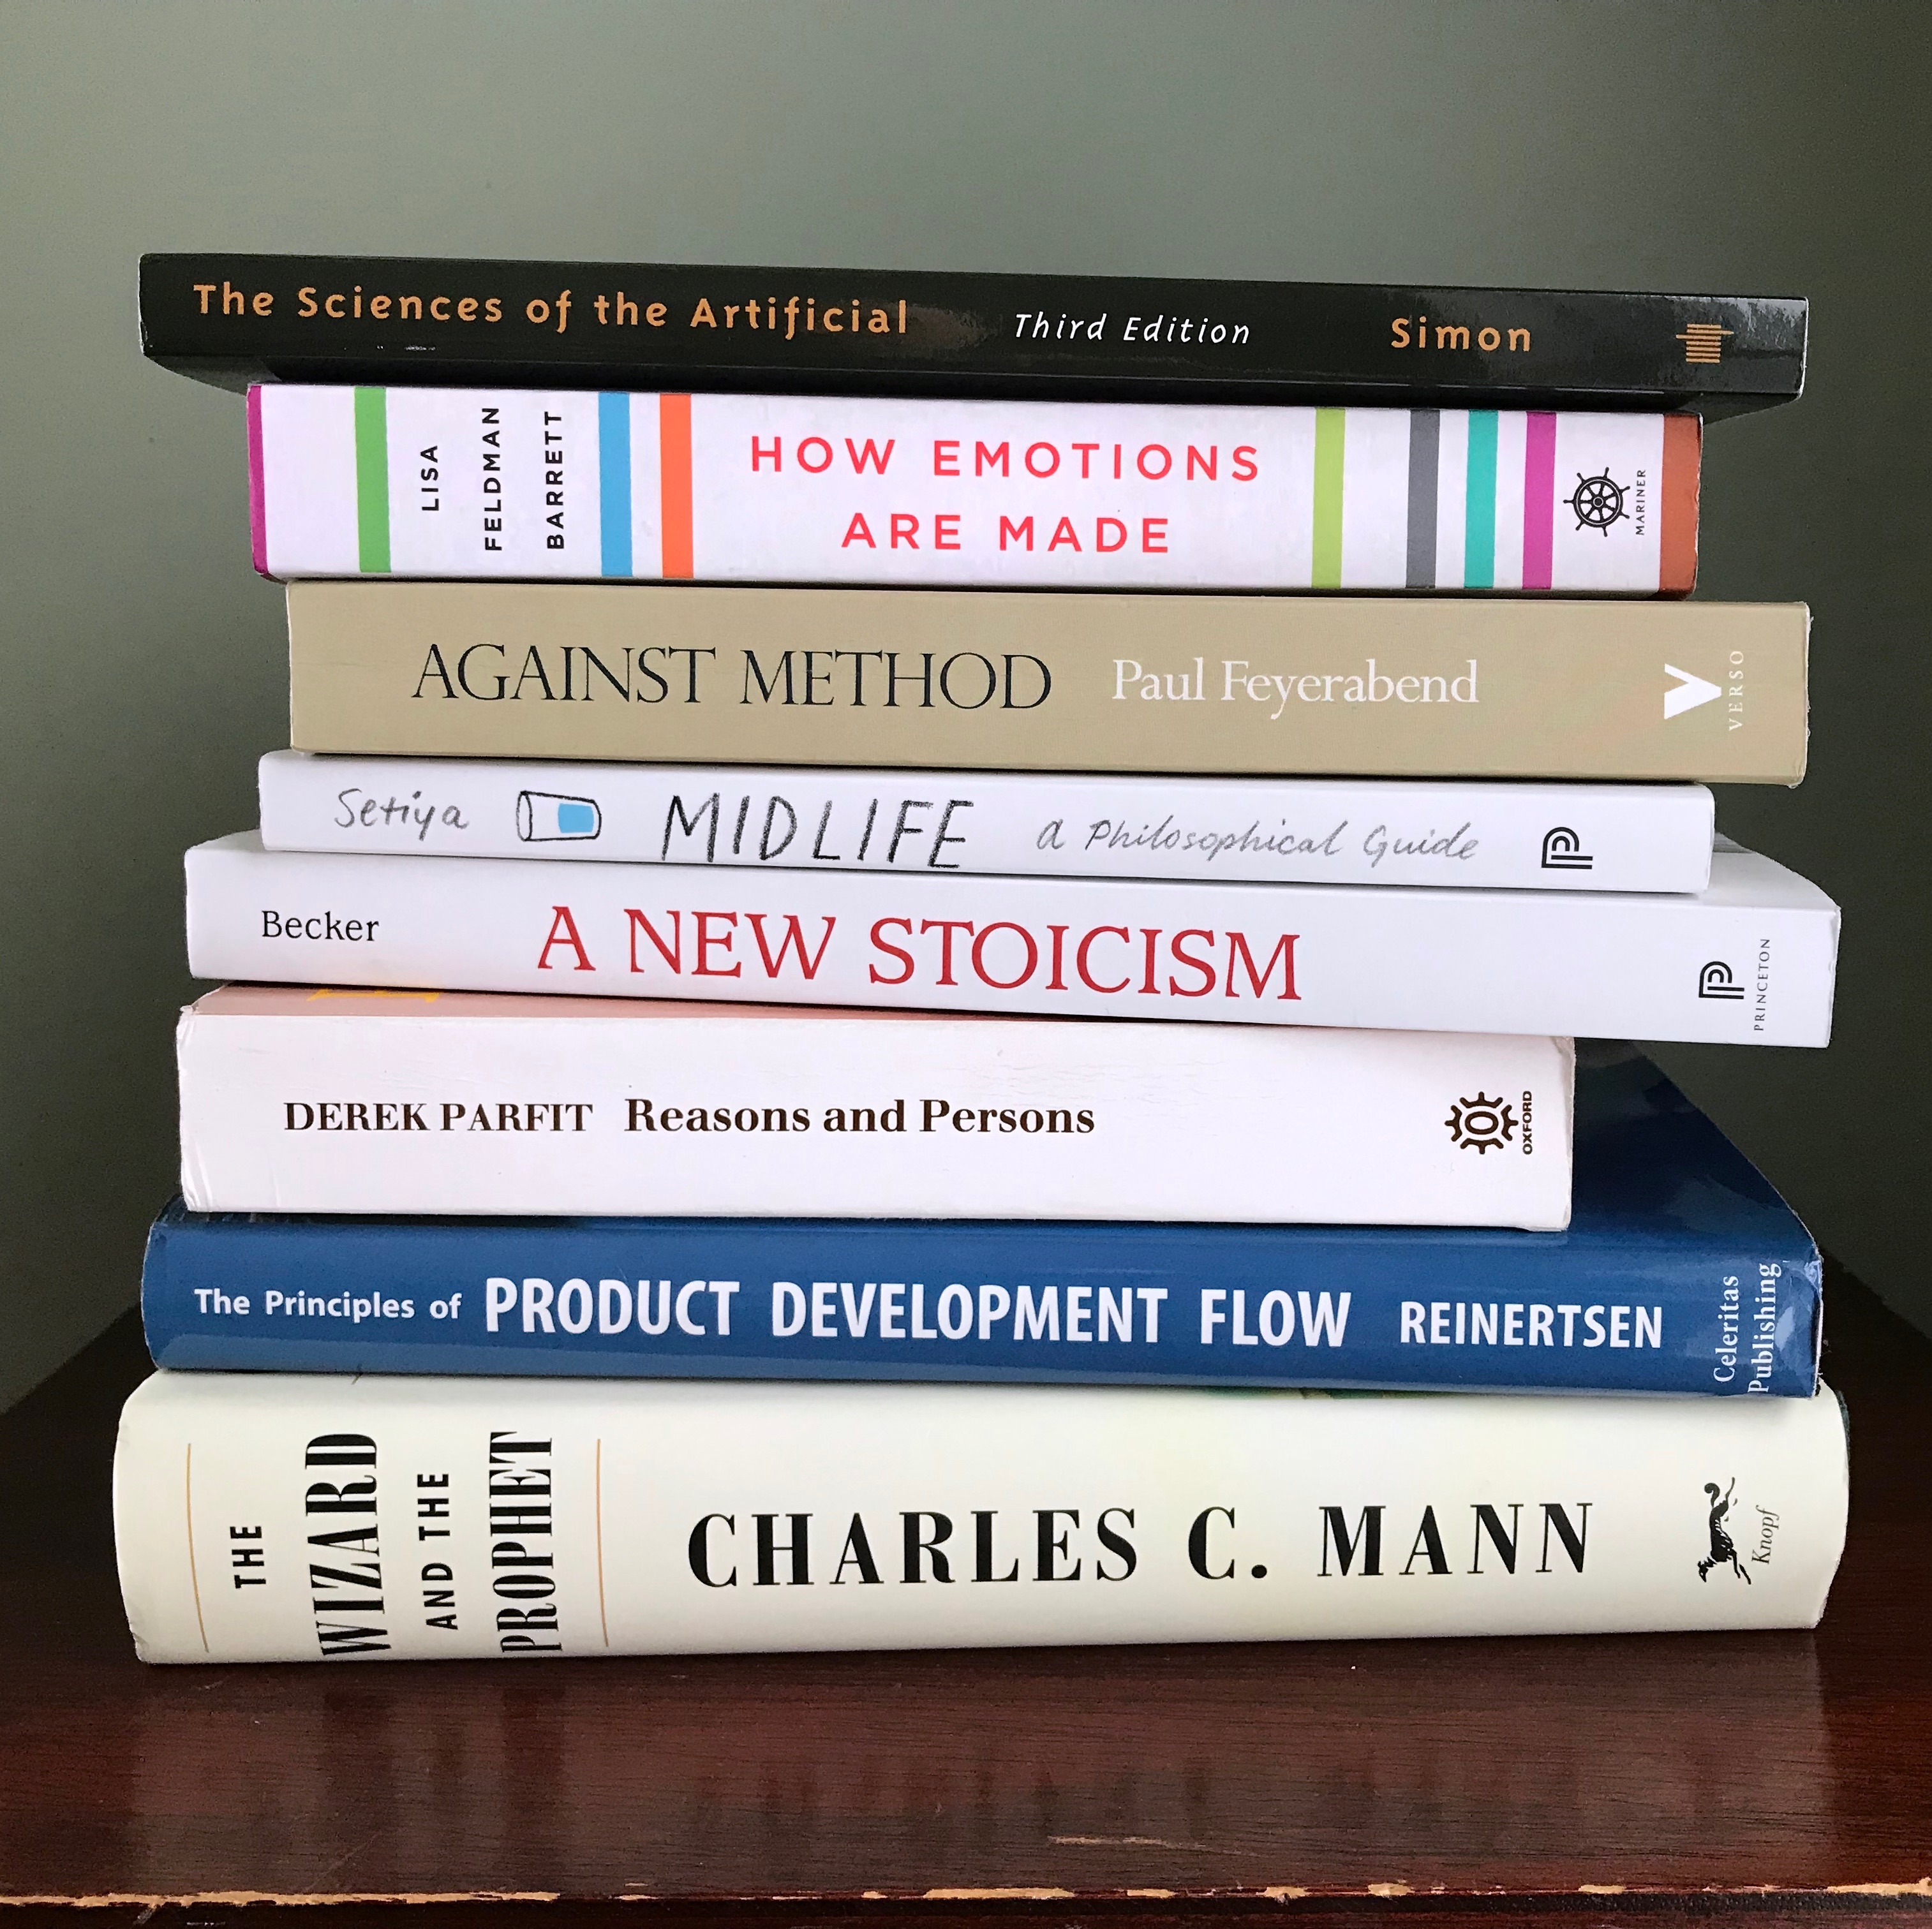 The Sciences of the Artificial Third Edition Simon
LISA
FELDMAN
BARRETT
HOW EMOTIONS
ARE MADE
MARINER
AGAINST METHOD Paul Feyerabend
VERSO
Setiya MIDLIFE a Philosophical Guide
Becker A NEW STOICISM
PRINCETON
DEREK PARFIT Reasons and Persons
OXFORD
The Principles of PRODUCT DEVELOPMENT FLOW REINERTSEN
Celeritas
Publishing
THE
WIZARD
AND THE
PROPHET
CHARLES C. MANN
Knopf